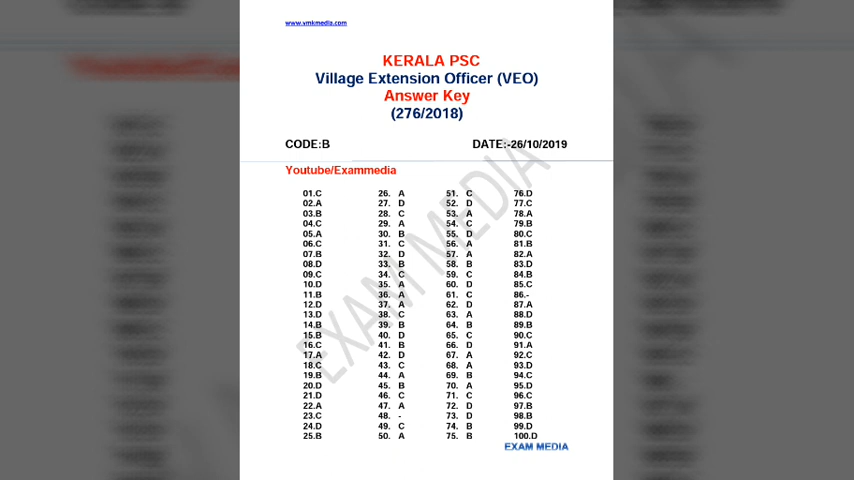 www.vmkmedia.com
KERALA PSC
Village Extension Officer (VEO)
Answer Key
(276/2018)
CODE:B DATE:-26/10/2019
Youtube/Exammedia
01.C 26. A 51. C 76.D
02.A 27. D 52. D 77.C
03.B 28. C 53. A 78.A
04.C 29. A 54. C 79.B
05.A 30. B 55. D 80.C
06.C 31. C 56. A 81.B
07.B 32. D 57. A 82.A
08.D 33. B 58. B 83.D
09.C 34. C 59. C 84.B
10.D 35. A 60. D 85.C
11.B 36. A 61. C 86.-
12.D 37. A 62. D 87.A
13.D 38. C 63. A 88.D
14.B 39. B 64. B 89.B
15.B 40. D 65. C 90.C
16.C 41. B 66. D 91.A
17.A 42. D 67. A 92.C
18.C 43. C 68. A 93.D
19.B 44. A 69. B 94.C
20.D 45. B 70. A 95.D
21.D 46. C 71. C 96.C
22.A 47. A 72. D 97.B
23.C 48. - 73. D 98.B
24.D 49. C 74. B 99.D
25.B 50. A 75. B 100.D
EXAM MEDIA
EXAM MEDIA